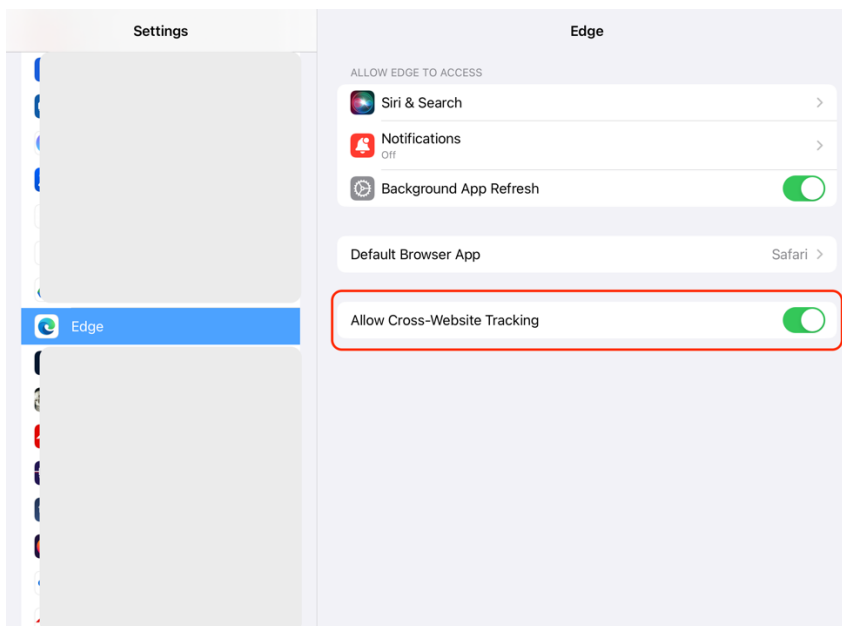 Settings
Edge
Edge
ALLOW EDGE TO ACCESS
Siri & Search
Notifications
Off
Background App Refresh
Default Browser App
Safari
Allow Cross-Website Tracking